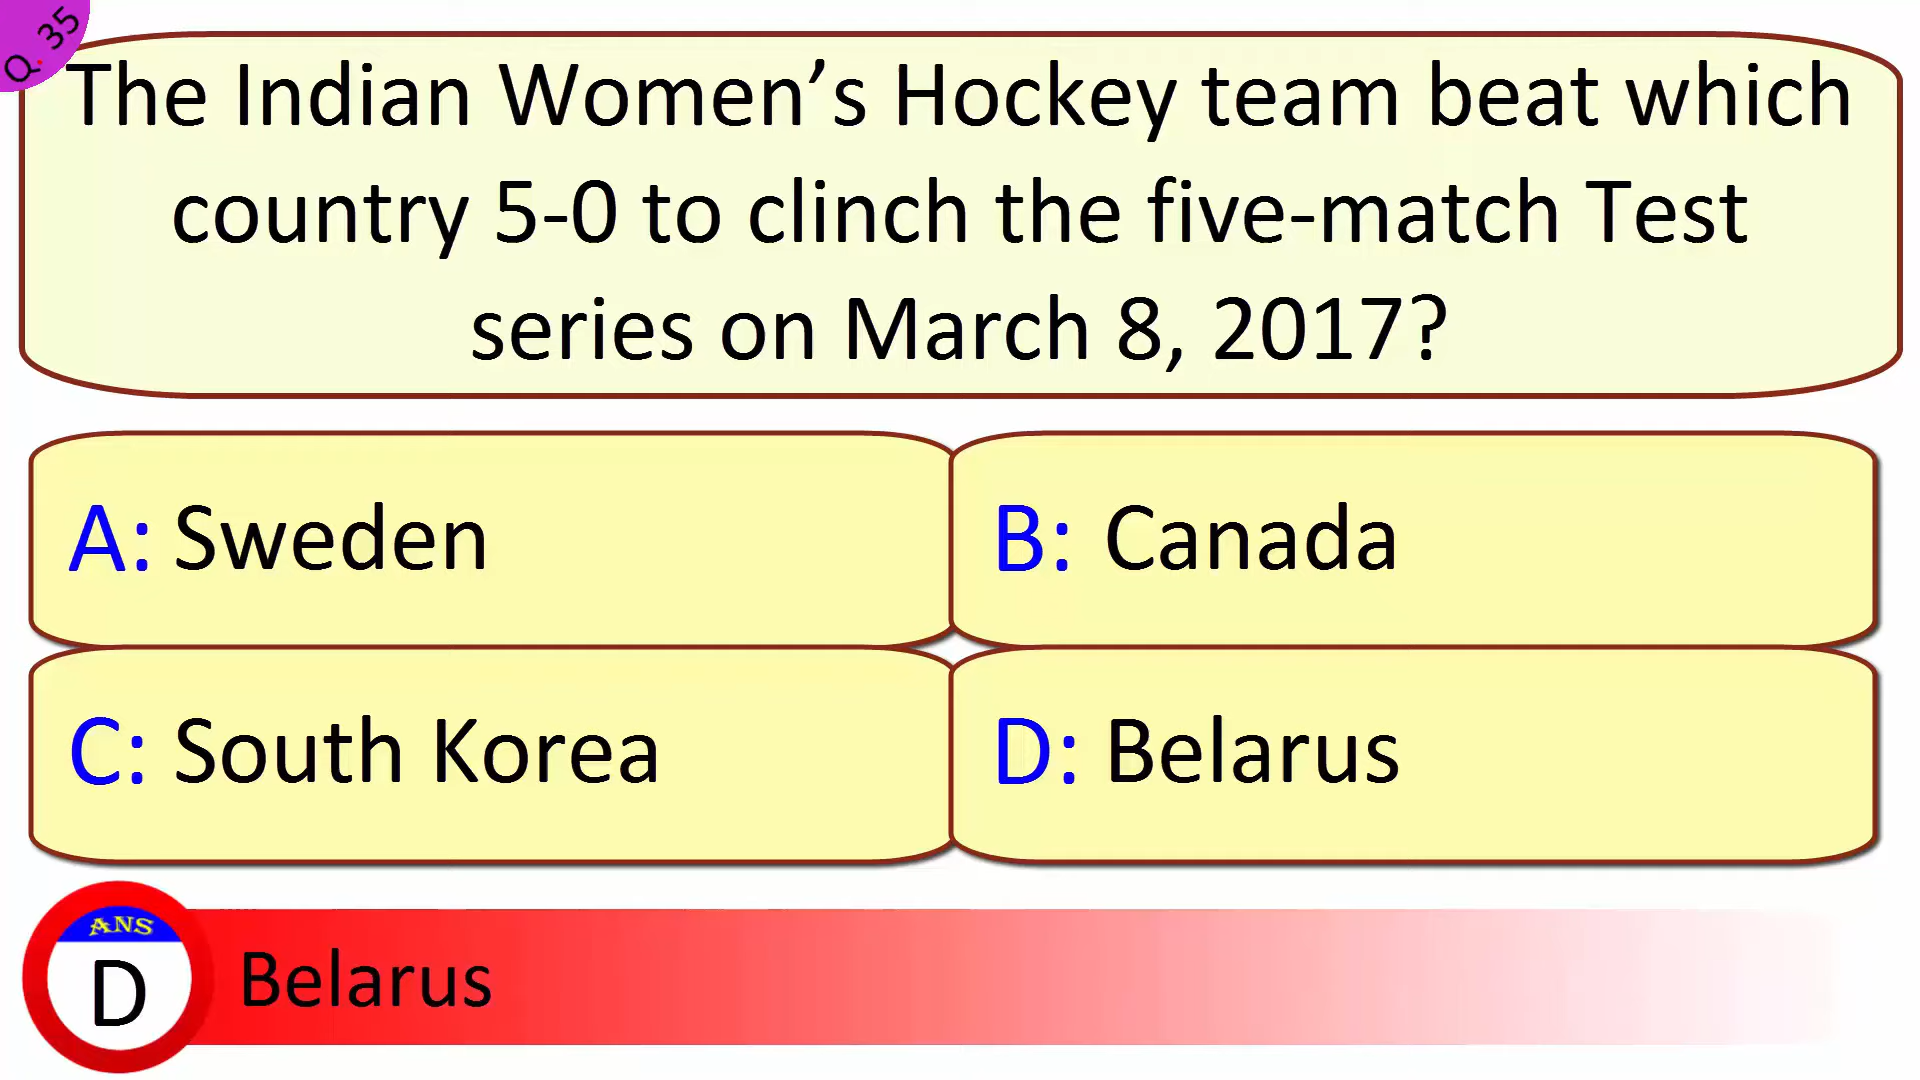 Q. 35
The Indian Women’s Hockey team beat which
country 5-0 to clinch the five-match Test
series on March 8, 2017?
A: Sweden
B: Canada
C: South Korea
D: Belarus
ANS
D
Belarus